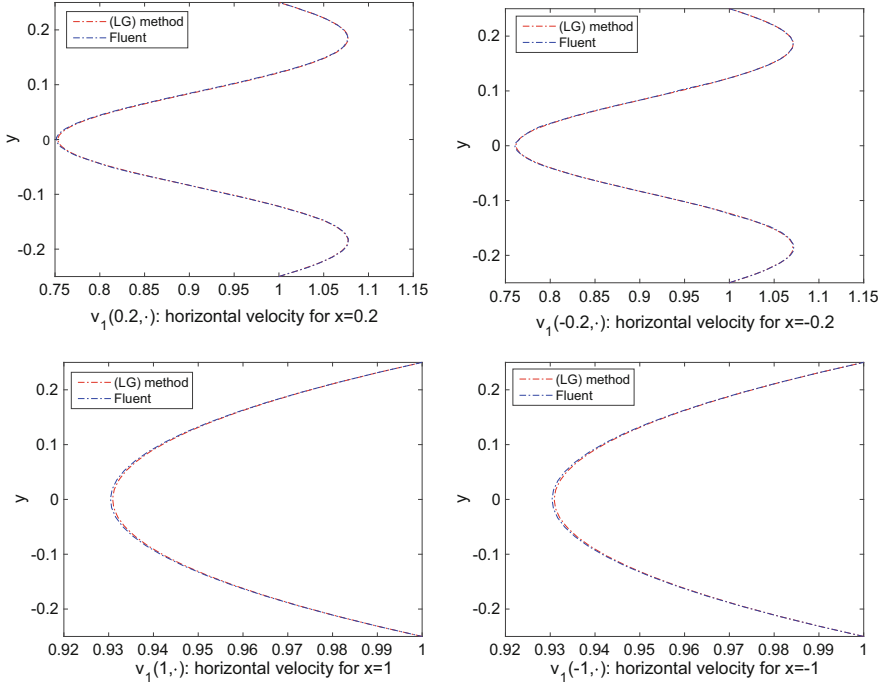 (LG) method
Fluent
0.2
0.1
0
-0.1
-0.2
y
0.75 0.8 0.85 0.9 0.95 1 1.05 1.1 1.15
v1(0.2,·): horizontal velocity for x=0.2
(LG) method
Fluent
0.2
0.1
0
-0.1
-0.2
y
0.75 0.8 0.85 0.9 0.95 1 1.05 1.1 1.15
v1(-0.2,·): horizontal velocity for x=-0.2
(LG) method
Fluent
0.2
0.1
0
-0.1
-0.2
y
0.92 0.93 0.94 0.95 0.96 0.97 0.98 0.99 1
v1(1,·): horizontal velocity for x=1
(LG) method
Fluent
0.2
0.1
0
-0.1
-0.2
y
0.92 0.93 0.94 0.95 0.96 0.97 0.98 0.99 1
v1(-1,·): horizontal velocity for x=-1